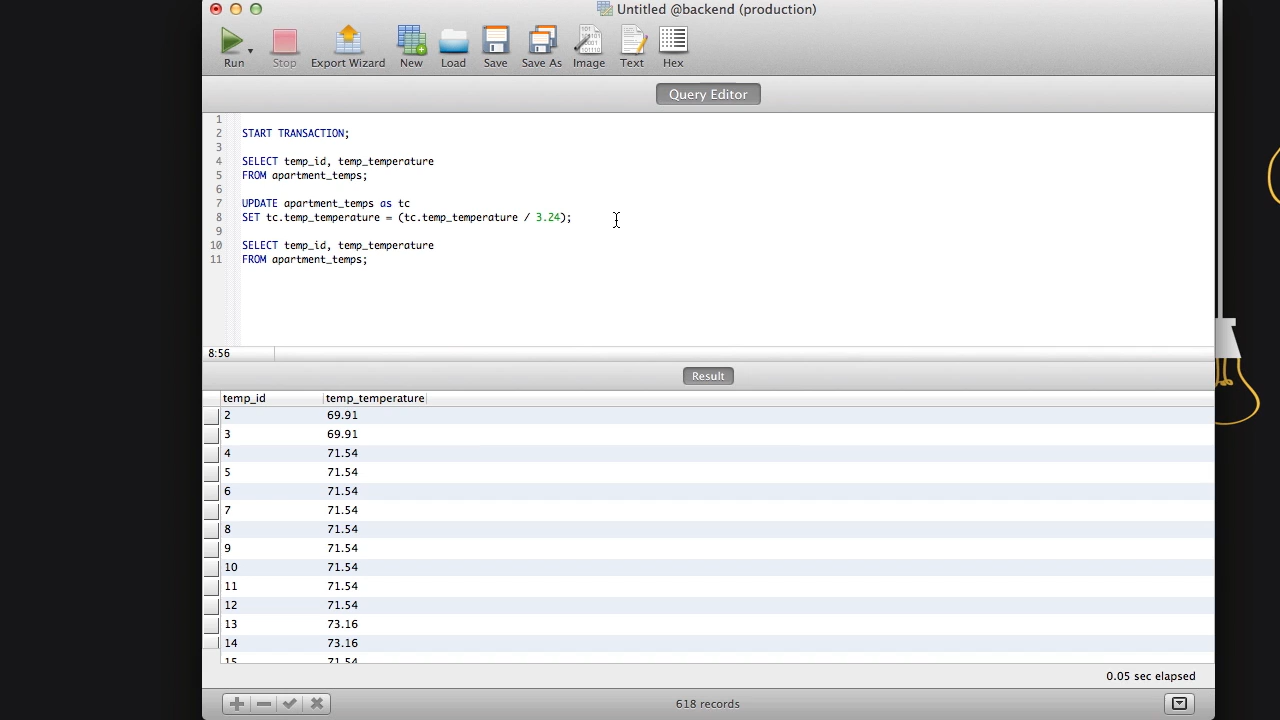 Untitled @backend (production)
Run Stop Export Wizard New Load Save Save As Image Text Hex
Query Editor
1
2 START TRANSACTION;
3
4 SELECT temp_id, temp_temperature
5 FROM apartment_temps;
6
7 UPDATE apartment_temps as tc
8 SET tc.temp_temperature = (tc.temp_temperature / 3.24);
9
10 SELECT temp_id, temp_temperature
11 FROM apartment_temps;
8:56
Result
temp_id temp_temperature
2 69.91
3 69.91
4 71.54
5 71.54
6 71.54
7 71.54
8 71.54
9 71.54
10 71.54
11 71.54
12 71.54
13 73.16
14 73.16
15 71.54
0.05 sec elapsed
618 records